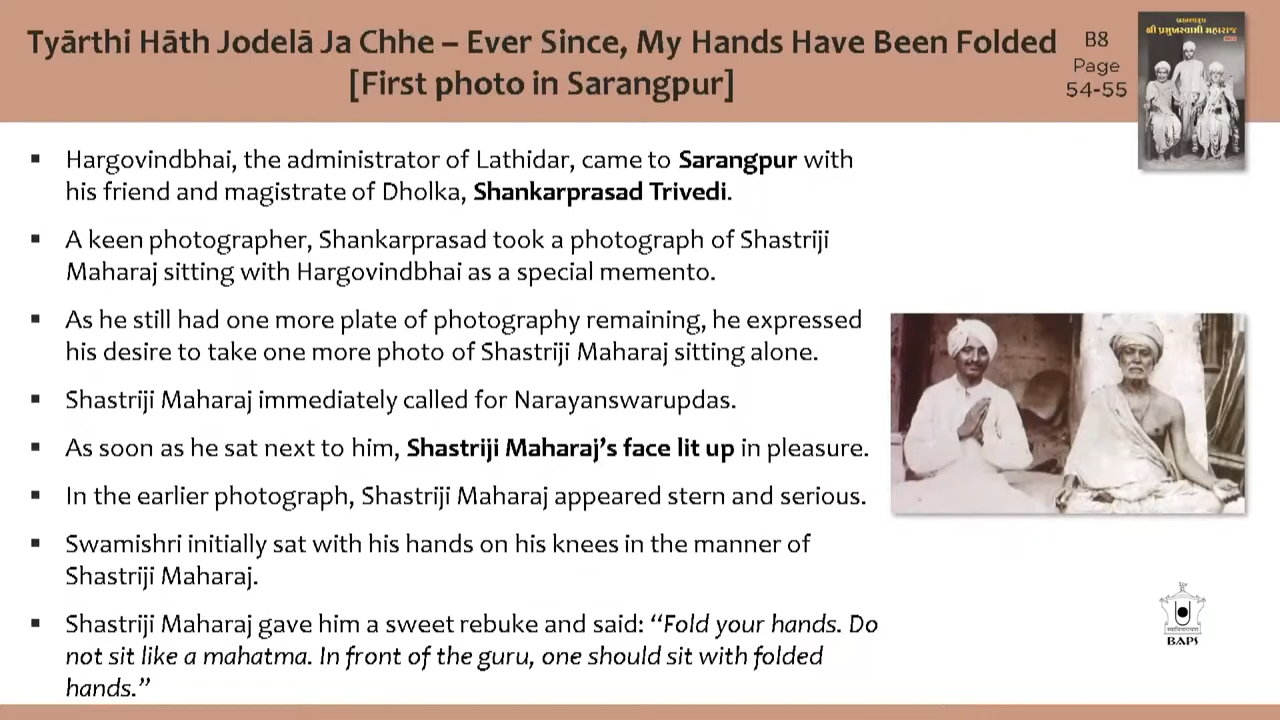 Tyārthi Hāth Jodelā Ja Chhe – Ever Since, My Hands Have Been Folded
[First photo in Sarangpur]
B8
Page
54-55
શ્રી પ્રમુખસ્વામી મહારાજ
▪ Hargovindbhai, the administrator of Lathidar, came to Sarangpur with
his friend and magistrate of Dholka, Shankarprasad Trivedi.
▪ A keen photographer, Shankarprasad took a photograph of Shastriji
Maharaj sitting with Hargovindbhai as a special memento.
▪ As he still had one more plate of photography remaining, he expressed
his desire to take one more photo of Shastriji Maharaj sitting alone.
▪ Shastriji Maharaj immediately called for Narayanswarupdas.
▪ As soon as he sat next to him, Shastriji Maharaj’s face lit up in pleasure.
▪ In the earlier photograph, Shastriji Maharaj appeared stern and serious.
▪ Swamishri initially sat with his hands on his knees in the manner of
Shastriji Maharaj.
▪ Shastriji Maharaj gave him a sweet rebuke and said: “Fold your hands. Do
not sit like a mahatma. In front of the guru, one should sit with folded
hands.”
BAPS